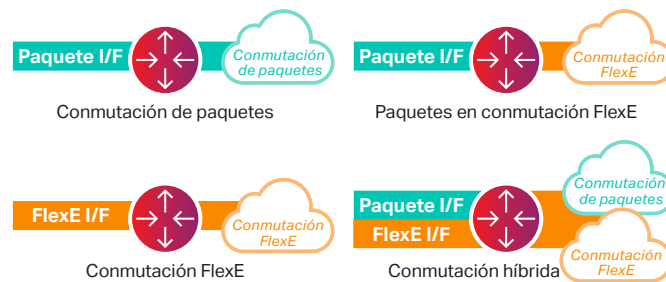 Paquete I/F
Conmutación
de paquetes
Conmutación de paquetes
Paquete I/F
Conmutación
FlexE
Paquetes en conmutación FlexE
FlexE I/F
Conmutación
FlexE
Conmutación FlexE
Paquete I/F
FlexE I/F
Conmutación
de paquetes
Conmutación
FlexE
Conmutación híbrida